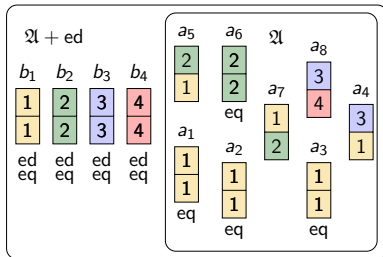 𝔄 + ed
b₁ b₂ b₃ b₄
1 2 3 4
1 2 3 4
ed ed ed ed
eq eq eq eq
a₅ a₆ 𝔄 a₈
2 2 3
1 2 4
eq
a₇ a₄
1 3
2 1
a₁ a₂ a₃
1 1 1
1 1 1
eq eq eq